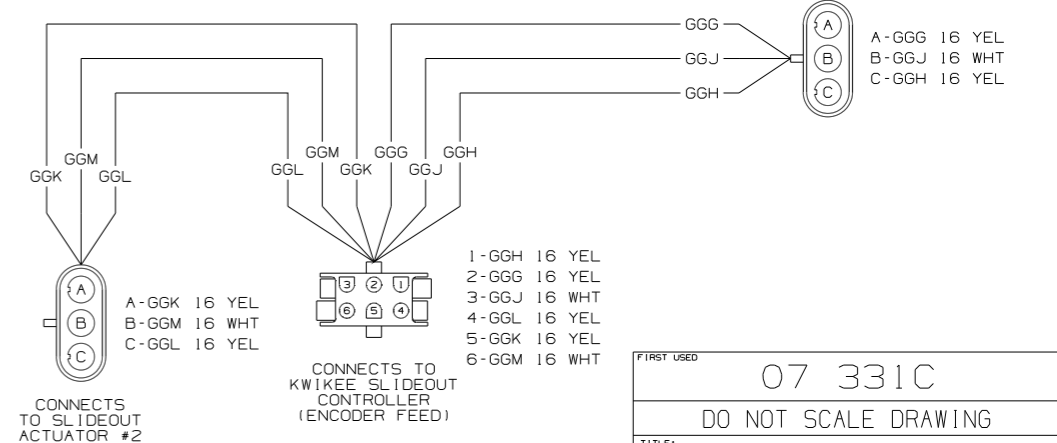 GGG
GGJ
GGH
A
B
C
A-GGG 16 YEL
B-GGJ 16 WHT
C-GGH 16 YEL
GGK
GGM
GGL
GGL
GGM
GGK
GGG
GGJ
GGH
A
B
C
A-GGK 16 YEL
B-GGM 16 WHT
C-GGL 16 YEL
CONNECTS
TO SLIDEOUT
ACTUATOR #2
3 2 1
6 5 4
1-GGH 16 YEL
2-GGG 16 YEL
3-GGJ 16 WHT
4-GGL 16 YEL
5-GGK 16 YEL
6-GGM 16 WHT
CONNECTS TO
KWIKEE SLIDEOUT
CONTROLLER
(ENCODER FEED)
FIRST USED
07 331C
DO NOT SCALE DRAWING
TITLE: